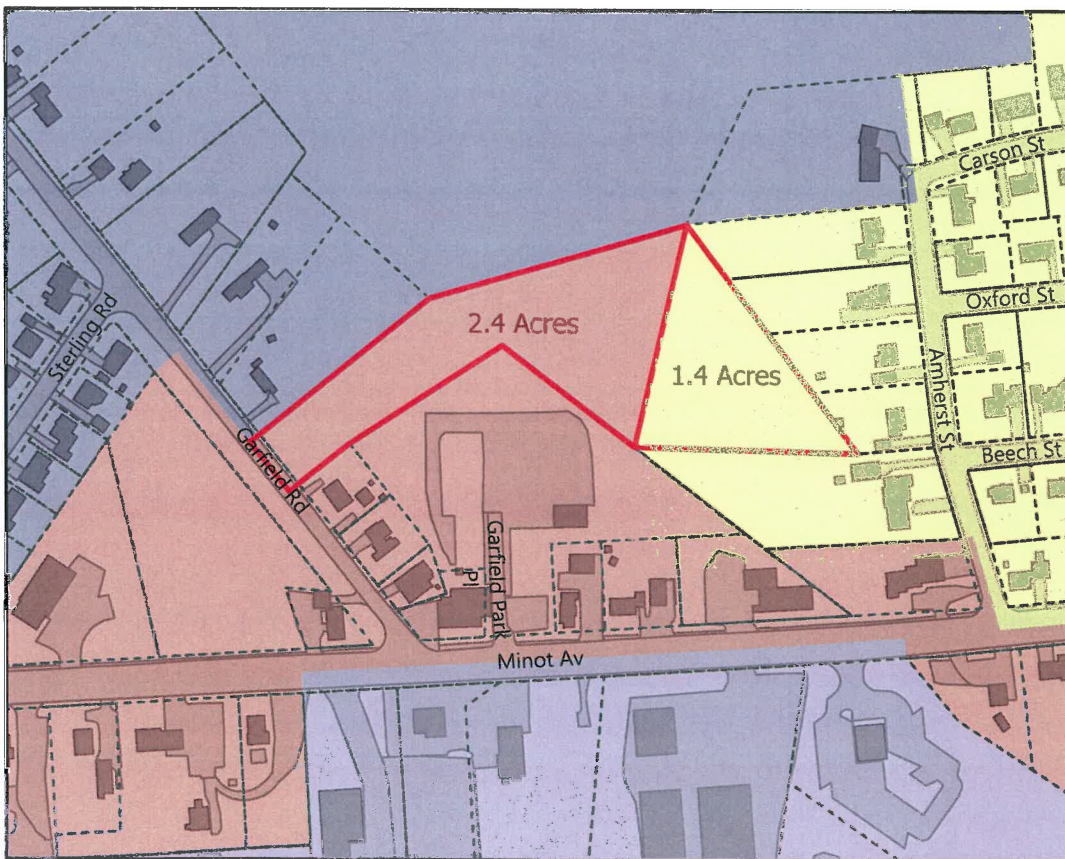 Carson St
Oxford St
2.4 Acres
Sterling Rd
1.4 Acres
Amherst St
Garfield Rd
Beech St
Garfield Park
Pl
Minot Av